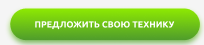 ПРЕДЛОЖИТЬ СВОЮ ТЕХНИКУ